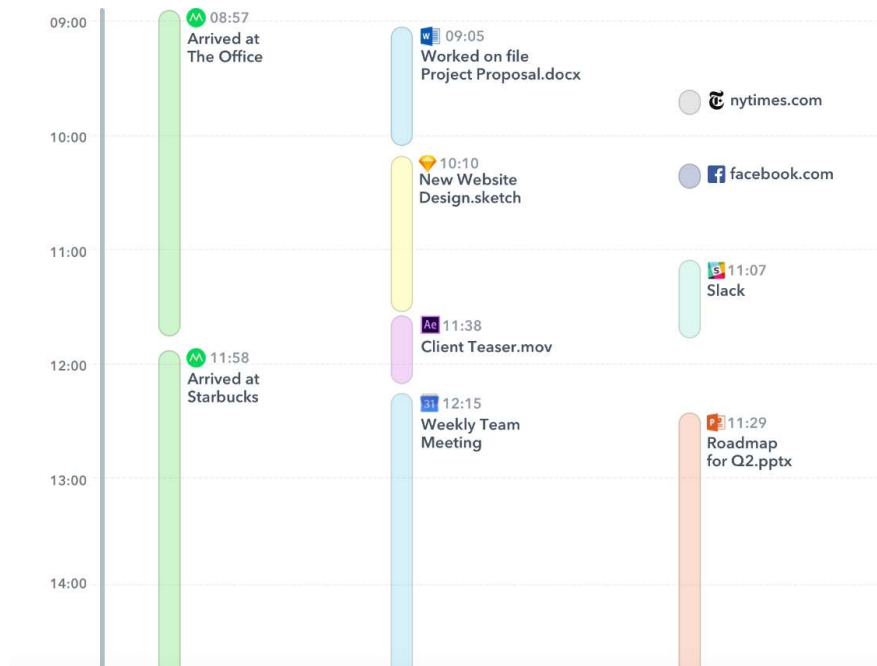 09:00
10:00
11:00
12:00
13:00
14:00
08:57
Arrived at
The Office
11:58
Arrived at
Starbucks
W 09:05
Worked on file
Project Proposal.docx
10:10
New Website
Design.sketch
Ae 11:38
Client Teaser.mov
31 12:15
Weekly Team
Meeting
T nytimes.com
f facebook.com
S 11:07
Slack
P 11:29
Roadmap
for Q2.pptx